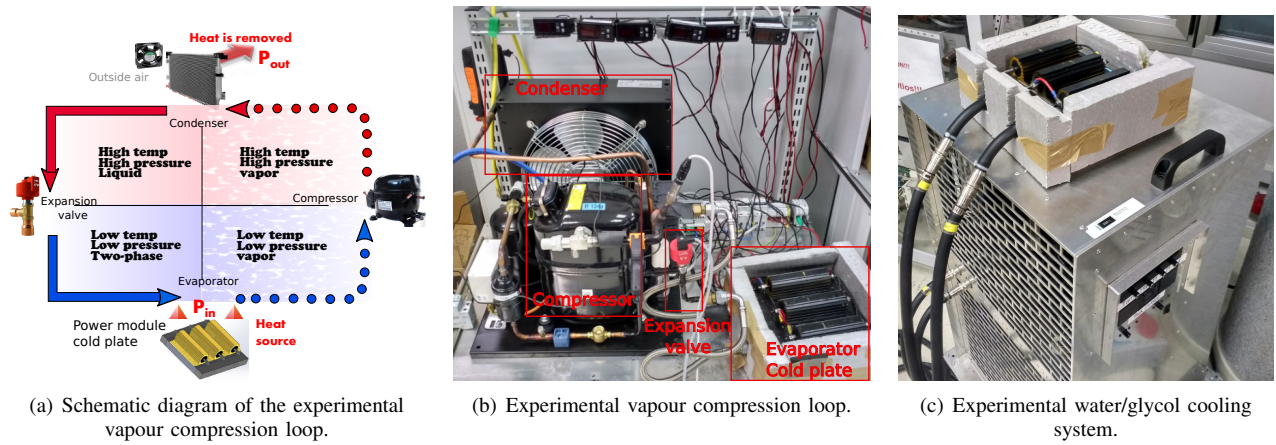 Heat is removed
P_out
Outside air
Condenser
High temp
High pressure
Liquid
High temp
High pressure
vapor
Expansion
valve
Compressor
Low temp
Low pressure
Two-phase
Low temp
Low pressure
vapor
Evaporator
P_in
Power module
cold plate
Heat
source
Condenser
R 134a
Compressor
Expansion
valve
Evaporator
Cold plate
(a) Schematic diagram of the experimental
vapour compression loop.
(b) Experimental vapour compression loop.
(c) Experimental water/glycol cooling
system.